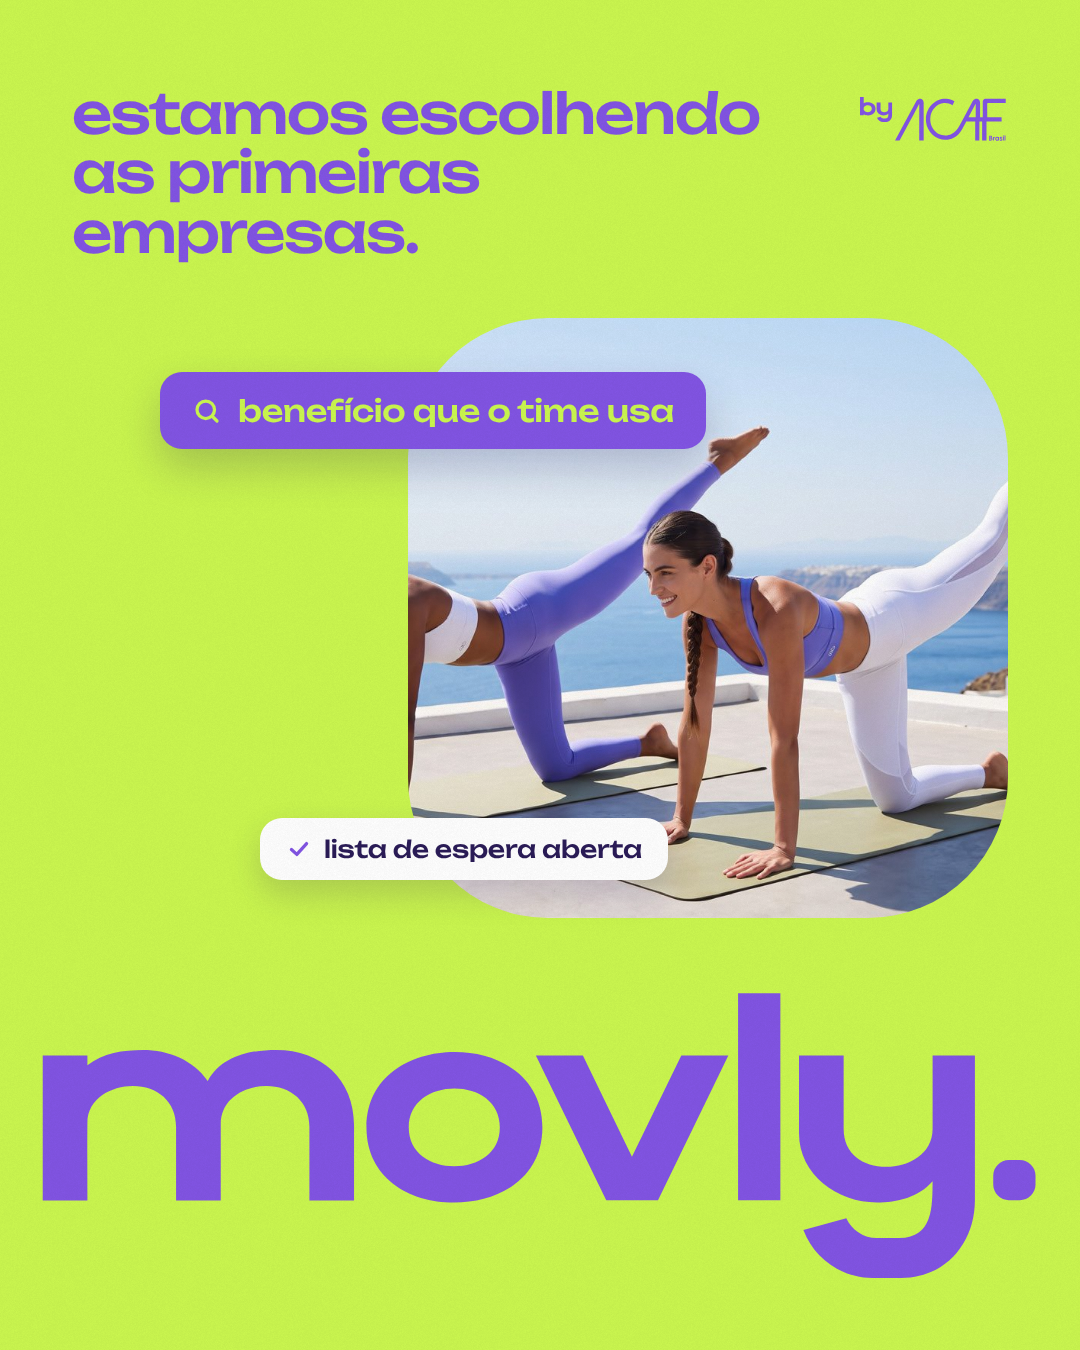 estamos escolhendo
as primeiras
empresas.
by ACAF
Brasil
benefício que o time usa
lista de espera aberta
movly.